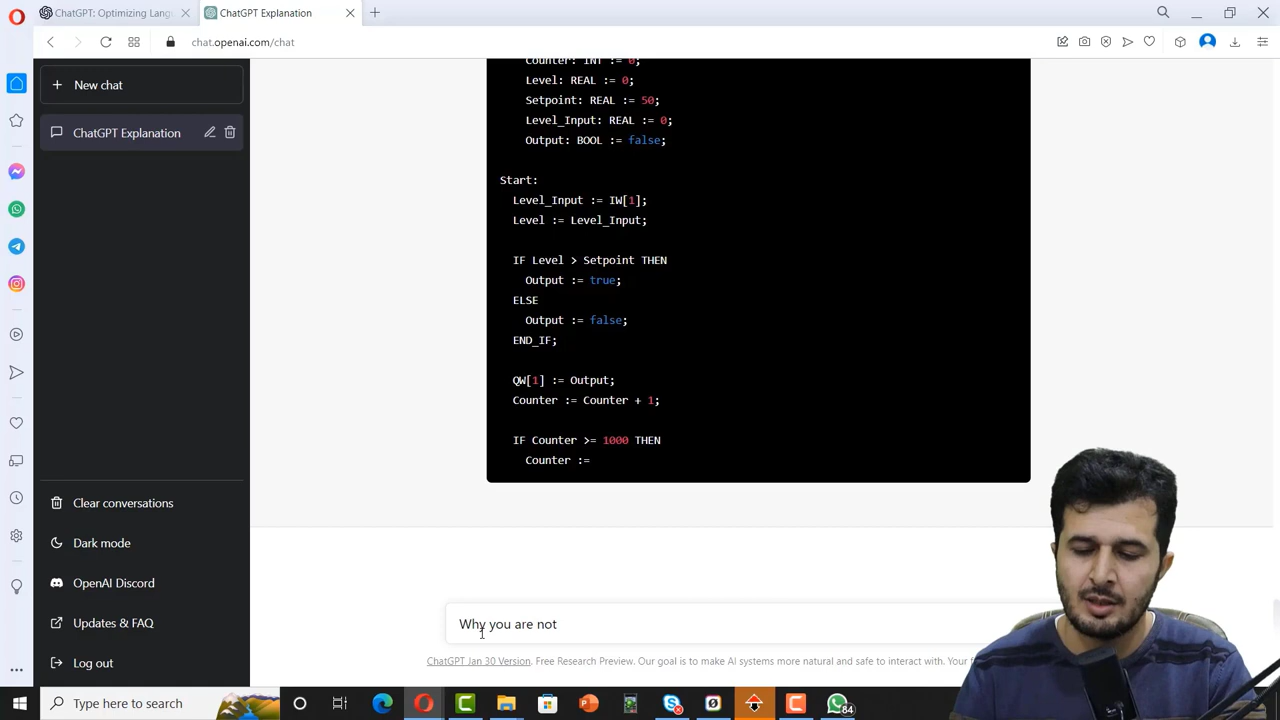 ChatGPT: Optimizing Lang
ChatGPT Explanation
chat.openai.com/chat
New chat
ChatGPT Explanation
Clear conversations
Dark mode
OpenAI Discord
Updates & FAQ
Log out
Counter: INT := 0;
Level: REAL := 0;
Setpoint: REAL := 50;
Level_Input: REAL := 0;
Output: BOOL := false;
Start:
Level_Input := IW[1];
Level := Level_Input;
IF Level > Setpoint THEN
Output := true;
ELSE
Output := false;
END_IF;
QW[1] := Output;
Counter := Counter + 1;
IF Counter >= 1000 THEN
Counter :=
Why you are not
ChatGPT Jan 30 Version. Free Research Preview. Our goal is to make AI systems more natural and safe to interact with. Your
Type here to search
84